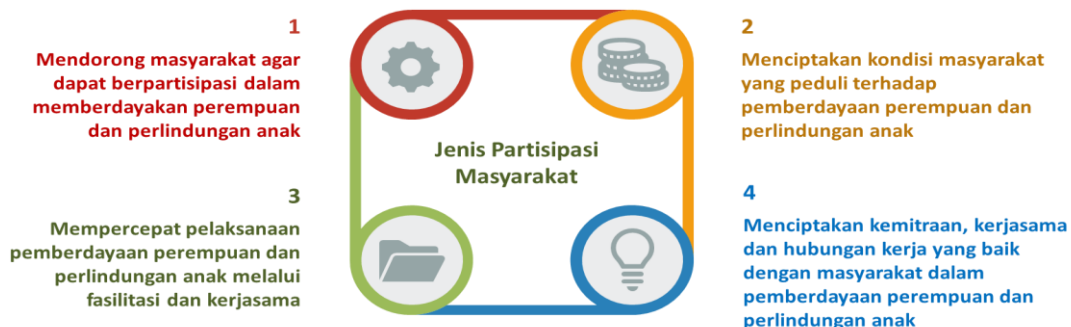 1
Mendorong masyarakat agar
dapat berpartisipasi dalam
memberdayakan perempuan
dan perlindungan anak
2
Menciptakan kondisi masyarakat
yang peduli terhadap
pemberdayaan perempuan dan
perlindungan anak
Jenis Partisipasi
Masyarakat
3
Mempercepat pelaksanaan
pemberdayaan perempuan dan
perlindungan anak melalui
fasilitasi dan kerjasama
4
Menciptakan kemitraan, kerjasama
dan hubungan kerja yang baik
dengan masyarakat dalam
pemberdayaan perempuan dan
perlindungan anak